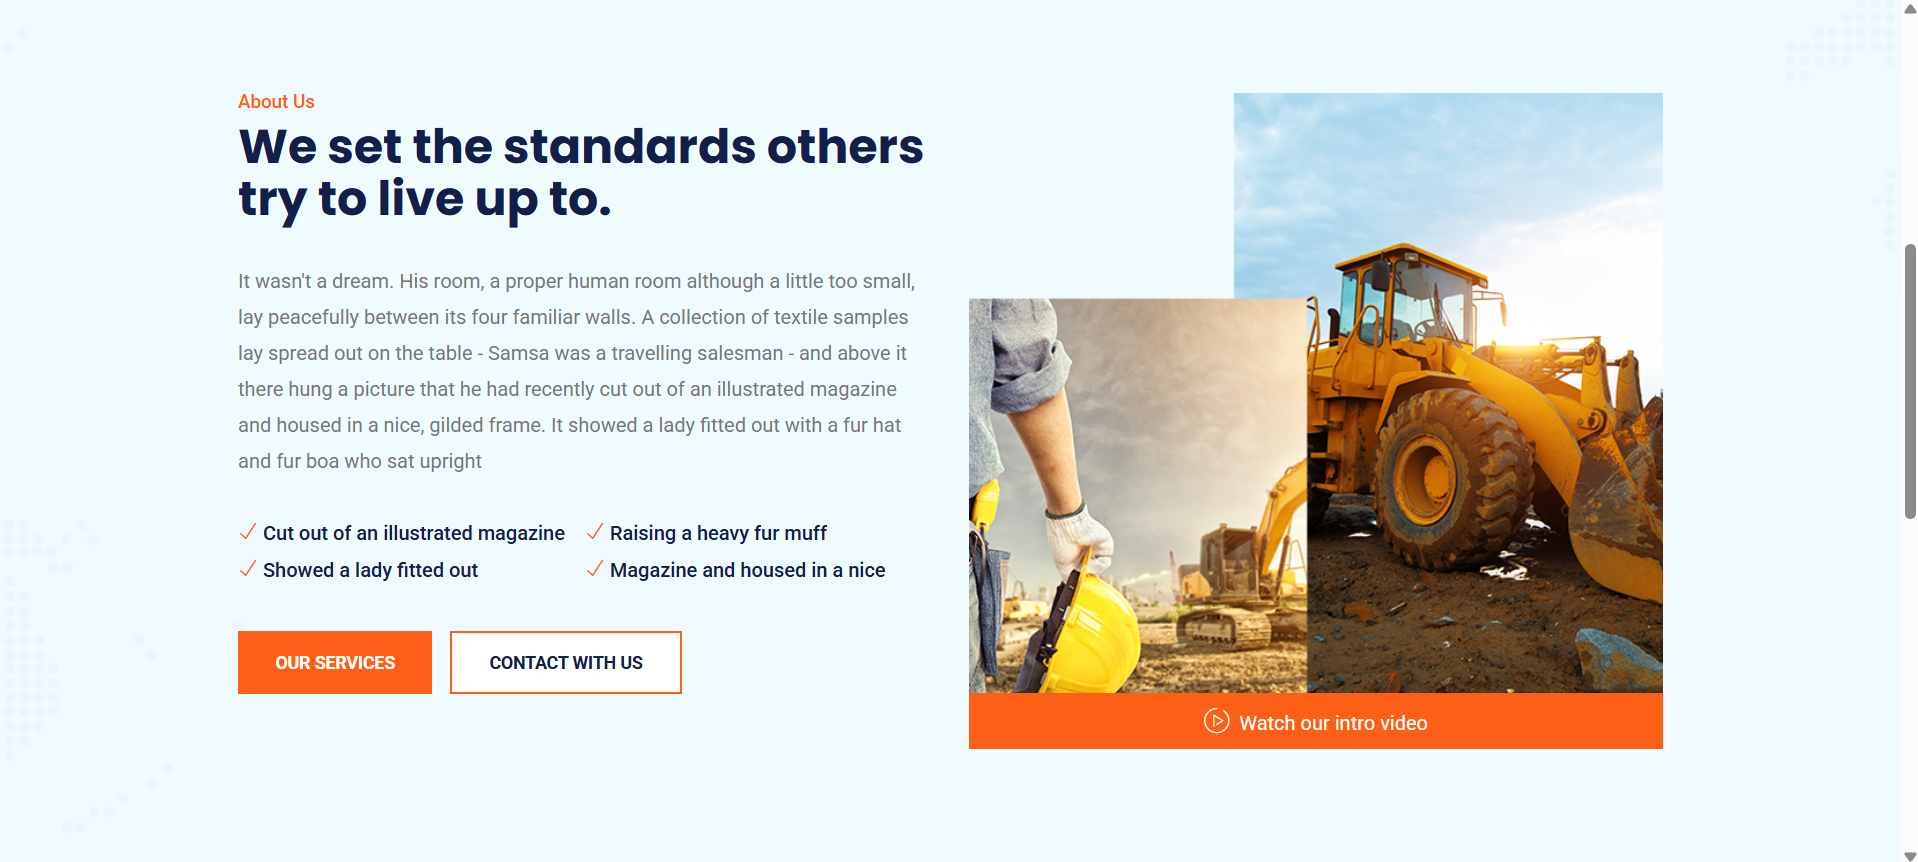 About Us
We set the standards others
try to live up to.
It wasn't a dream. His room, a proper human room although a little too small,
lay peacefully between its four familiar walls. A collection of textile samples
lay spread out on the table - Samsa was a travelling salesman - and above it
there hung a picture that he had recently cut out of an illustrated magazine
and housed in a nice, gilded frame. It showed a lady fitted out with a fur hat
and fur boa who sat upright
Cut out of an illustrated magazine
Raising a heavy fur muff
Showed a lady fitted out
Magazine and housed in a nice
OUR SERVICES
CONTACT WITH US
Watch our intro video